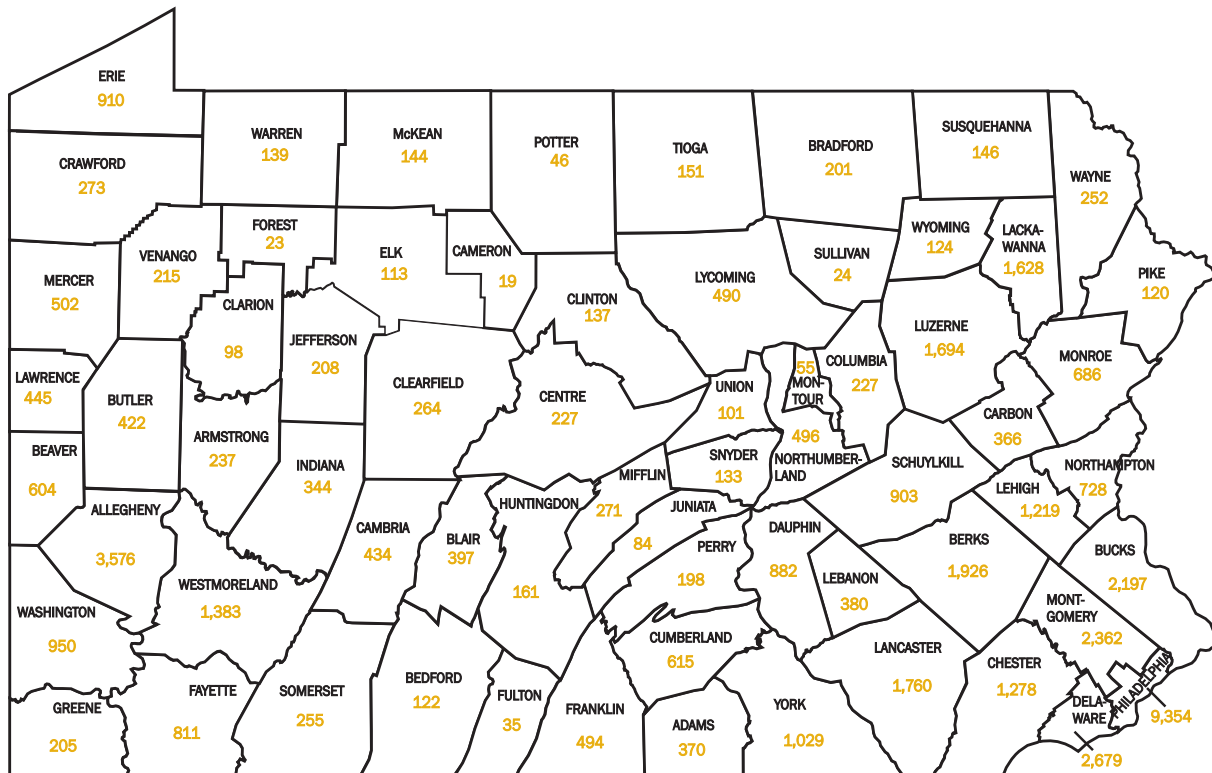 ERIE
910
CRAWFORD
273
WARREN
139
McKEAN
144
POTTER
46
TIOGA
151
BRADFORD
201
SUSQUEHANNA
146
WAYNE
252
MERCER
502
VENANGO
215
FOREST
23
ELK
113
CAMERON
19
CLINTON
137
LYCOMING
490
SULLIVAN
24
WYOMING
124
LACKA-
WANNA
1,628
PIKE
120
LAWRENCE
445
BUTLER
422
CLARION
98
JEFFERSON
208
CLEARFIELD
264
CENTRE
227
UNION
101
55
MON-
TOUR
COLUMBIA
227
LUZERNE
1,694
MONROE
686
CARBON
366
BEAVER
604
ARMSTRONG
237
INDIANA
344
MIFFLIN
271
SNYDER
133
496
NORTHUMBER-
LAND
SCHUYLKILL
903
LEHIGH
1,219
NORTHAMPTON
728
ALLEGHENY
3,576
CAMBRIA
434
BLAIR
397
HUNTINGDON
161
JUNIATA
84
PERRY
198
DAUPHIN
882
LEBANON
380
BERKS
1,926
BUCKS
2,197
WASHINGTON
950
WESTMORELAND
1,383
CUMBERLAND
615
LANCASTER
1,760
CHESTER
1,278
MONT-
GOMERY
2,362
GREENE
205
FAYETTE
811
SOMERSET
255
BEDFORD
122
FULTON
35
FRANKLIN
494
ADAMS
370
YORK
1,029
DELA-
WARE
2,679
PHILADELPHIA
9,354